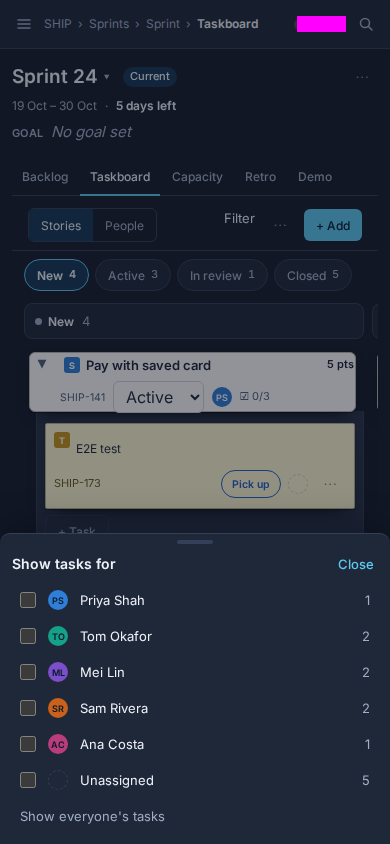 SHIP › Sprints › Sprint › Taskboard
Sprint 24 ▾ Current ...
19 Oct – 30 Oct · 5 days left
GOAL No goal set
Backlog Taskboard Capacity Retro Demo
Stories People Filter ... + Add
New 4 Active 3 In review 1 Closed 5
New 4
▼ S Pay with saved card 5 pts
SHIP-141 Active PS ☑ 0/3
T E2E test
SHIP-173 Pick up ...
+ Task
Show tasks for Close
PS Priya Shah 1
TO Tom Okafor 2
ML Mei Lin 2
SR Sam Rivera 2
AC Ana Costa 1
Unassigned 5
Show everyone's tasks